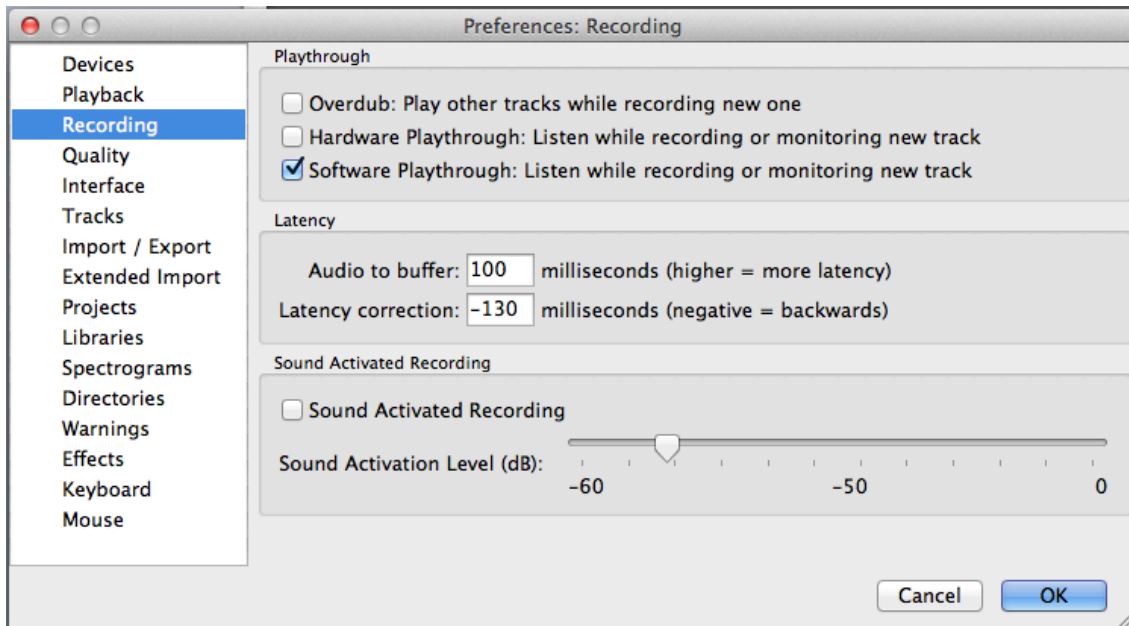 Preferences: Recording
Devices
Playback
Recording
Quality
Interface
Tracks
Import / Export
Extended Import
Projects
Libraries
Spectrograms
Directories
Warnings
Effects
Keyboard
Mouse
Playthrough
Overdub: Play other tracks while recording new one
Hardware Playthrough: Listen while recording or monitoring new track
Software Playthrough: Listen while recording or monitoring new track
Latency
Audio to buffer: 100 milliseconds (higher = more latency)
Latency correction: -130 milliseconds (negative = backwards)
Sound Activated Recording
Sound Activated Recording
Sound Activation Level (dB):
-60 -50 0
Cancel OK